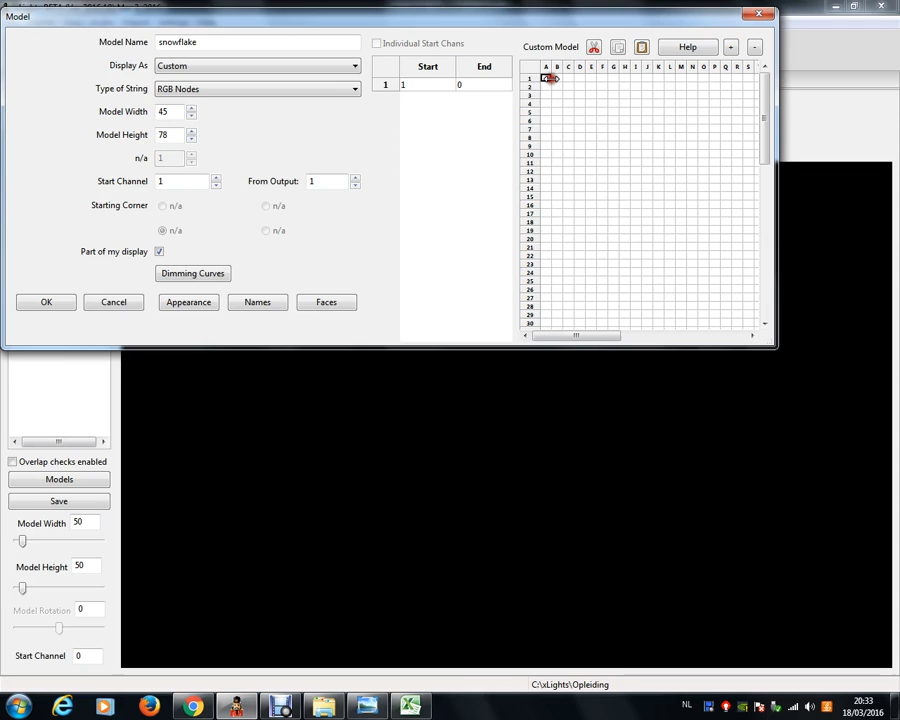 Model
Model Name snowflake
Display As Custom
Type of String RGB Nodes
Model Width 45
Model Height 78
n/a 1
Start Channel 1 From Output: 1
Starting Corner n/a n/a
n/a n/a
Part of my display
Dimming Curves
OK Cancel Appearance Names Faces
Individual Start Chans
Start End
1 1 0
Custom Model Help + -
A B C D E F G H I J K L M N O P Q R S
1
2
3
4
5
6
7
8
9
10
11
12
13
14
15
16
17
18
19
20
21
22
23
24
25
26
27
28
29
30
Overlap checks enabled
Models
Save
Model Width 50
Model Height 50
Model Rotation 0
Start Channel 0
C:\xLights\Opleiding
NL
20:33
18/03/2016